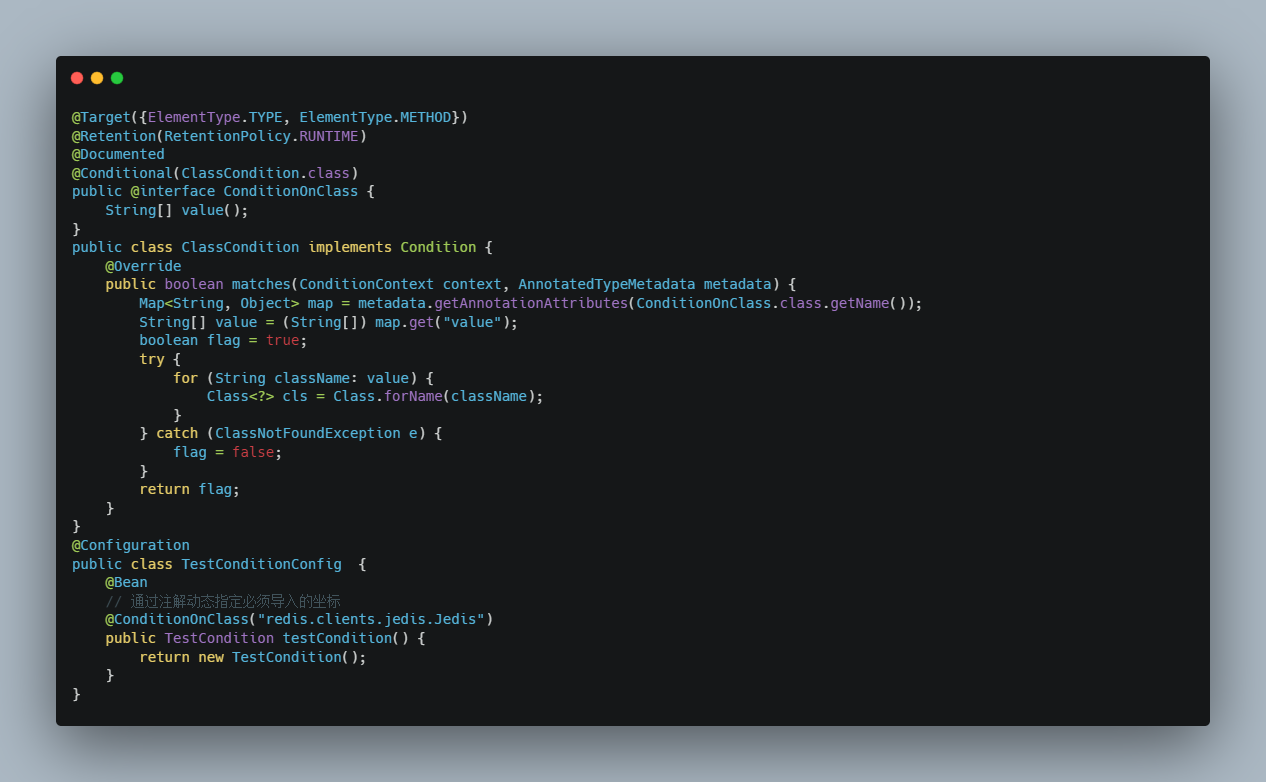 @Target({ElementType.TYPE, ElementType.METHOD})
@Retention(RetentionPolicy.RUNTIME)
@Documented
@Conditional(ClassCondition.class)
public @interface ConditionOnClass {
    String[] value();
}
public class ClassCondition implements Condition {
    @Override
    public boolean matches(ConditionContext context, AnnotatedTypeMetadata metadata) {
        Map<String, Object> map = metadata.getAnnotationAttributes(ConditionOnClass.class.getName());
        String[] value = (String[]) map.get("value");
        boolean flag = true;
        try {
            for (String className: value) {
                Class<?> cls = Class.forName(className);
            }
        } catch (ClassNotFoundException e) {
            flag = false;
        }
        return flag;
    }
}
@Configuration
public class TestConditionConfig  {
    @Bean
    // 通过注解动态指定必须导入的坐标
    @ConditionOnClass("redis.clients.jedis.Jedis")
    public TestCondition testCondition() {
        return new TestCondition();
    }
}